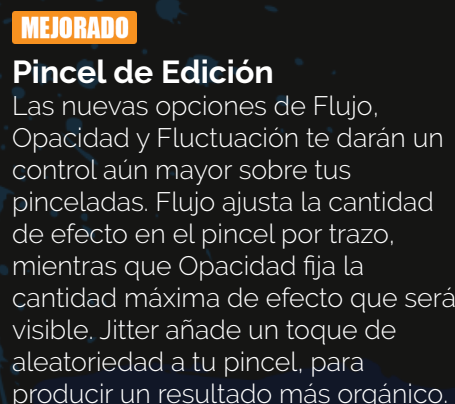 MEJORADO
Pincel de Edición
Las nuevas opciones de Flujo,
Opacidad y Fluctuación te darán un
control aún mayor sobre tus
pinceladas. Flujo ajusta la cantidad
de efecto en el pincel por trazo,
mientras que Opacidad fija la
cantidad máxima de efecto que será
visible. Jitter añade un toque de
aleatoriedad a tu pincel, para
producir un resultado más orgánico.